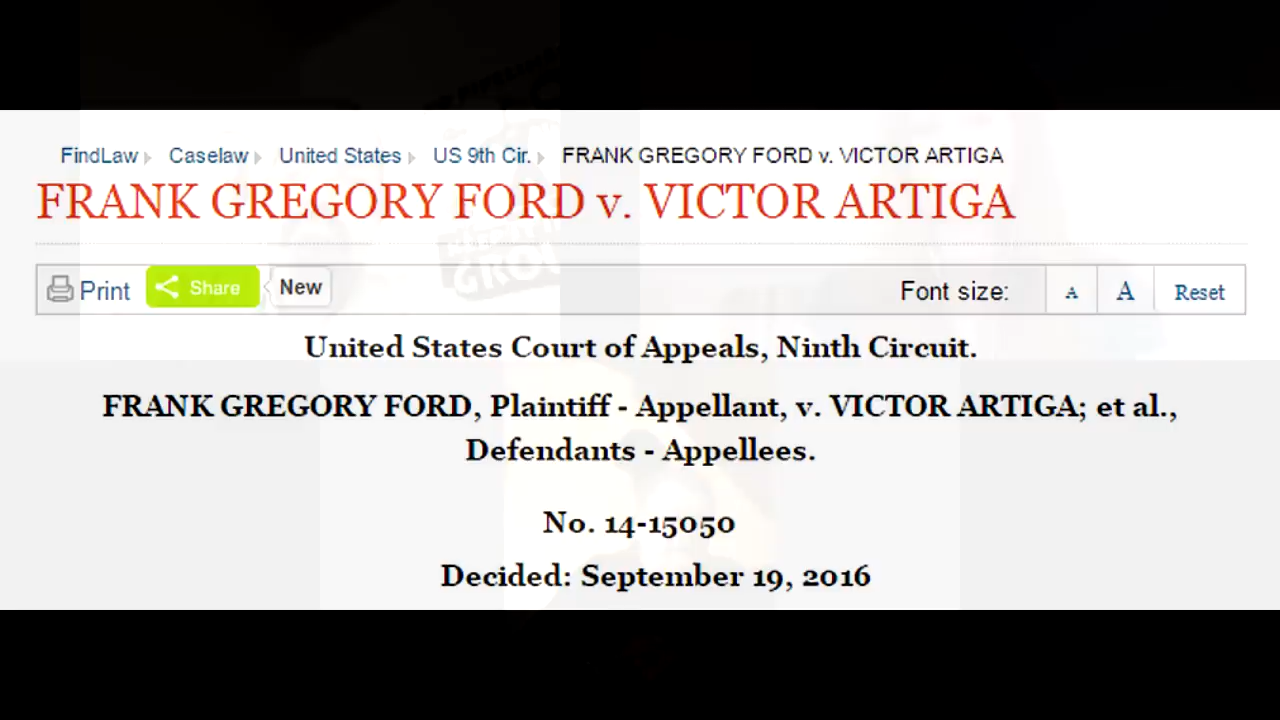 FindLaw Caselaw United States US 9th Cir. FRANK GREGORY FORD v. VICTOR ARTIGA
FRANK GREGORY FORD v. VICTOR ARTIGA
Print Share New Font size: A A Reset
United States Court of Appeals, Ninth Circuit.
FRANK GREGORY FORD, Plaintiff - Appellant, v. VICTOR ARTIGA; et al.,
Defendants - Appellees.
No. 14-15050
Decided: September 19, 2016